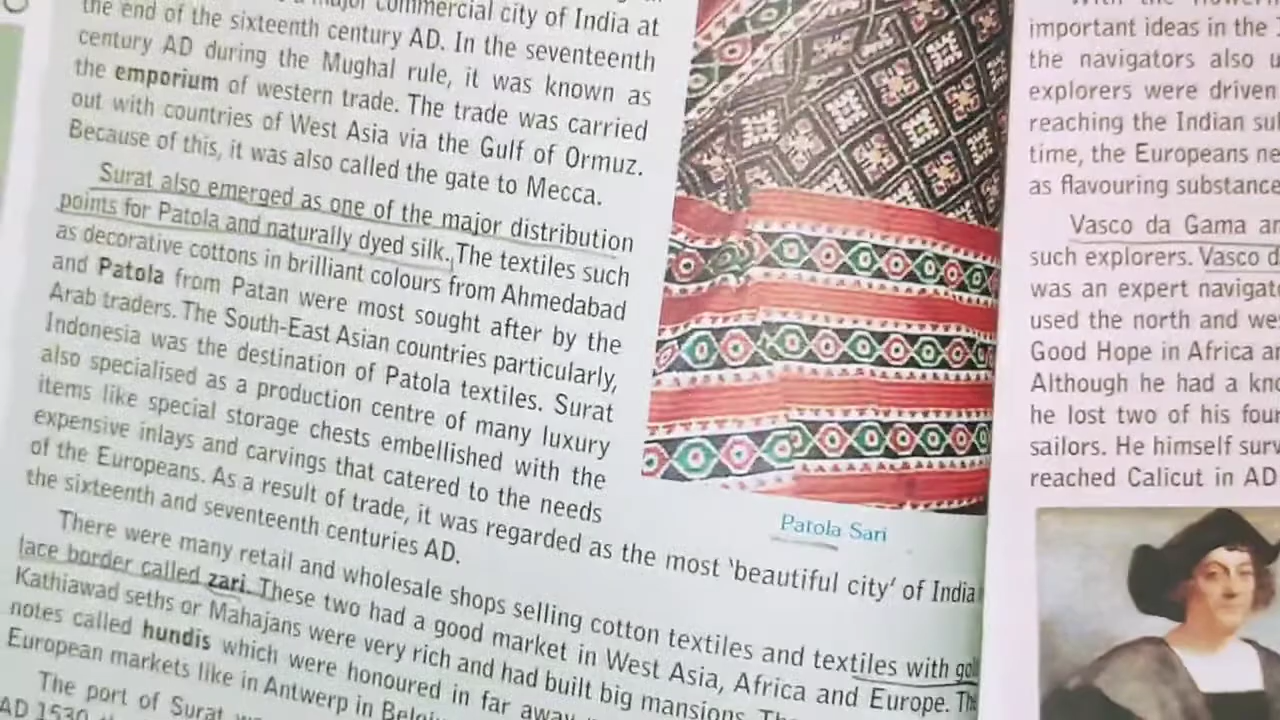 major commercial city of India at
the end of the sixteenth century AD. In the seventeenth
century AD during the Mughal rule, it was known as
the emporium of western trade. The trade was carried
out with countries of West Asia via the Gulf of Ormuz.
Because of this, it was also called the gate to Mecca.
Surat also emerged as one of the major distribution
points for Patola and naturally dyed silk. The textiles such
as decorative cottons in brilliant colours from Ahmedabad
and Patola from Patan were most sought after by the
Arab traders. The South-East Asian countries particularly,
Indonesia was the destination of Patola textiles. Surat
also specialised as a production centre of many luxury
items like special storage chests embellished with the
expensive inlays and carvings that catered to the needs
of the Europeans. As a result of trade, it was regarded as the most 'beautiful city' of India
the sixteenth and seventeenth centuries AD.
There were many retail and wholesale shops selling cotton textiles and textiles with gol
lace border called zari. These two had a good market in West Asia, Africa and Europe. Th
Kathiawad seths or Mahajans were very rich and had built big mansions.
notes called hundis which were honoured in far away
European markets like in Antwerp in
The port of Surat
AD 1530
Patola Sari
important ideas in the
the navigators also u
explorers were driven
reaching the Indian su
time, the Europeans ne
as flavouring substance
Vasco da Gama an
such explorers. Vasco d
was an expert navigat
used the north and we
Good Hope in Africa an
Although he had a kn
he lost two of his fou
sailors. He himself surv
reached Calicut in AD